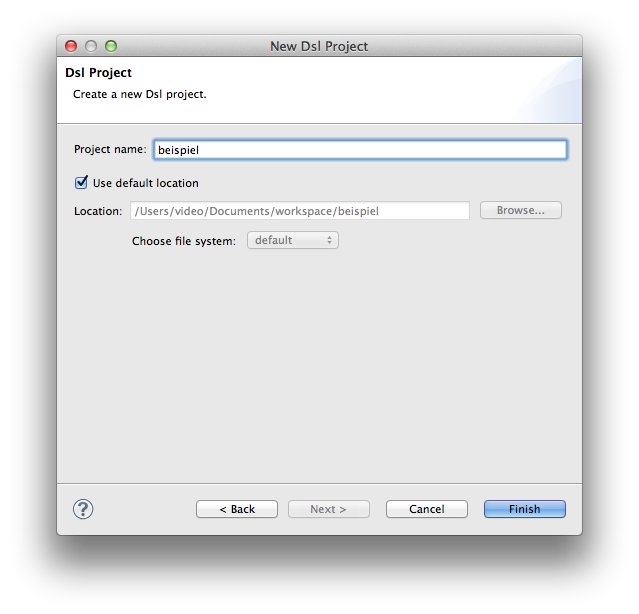 New Dsl Project
Dsl Project
Create a new Dsl project.
Project name: beispiel
Use default location
Location: /Users/video/Documents/workspace/beispiel Browse...
Choose file system: default
? < Back Next > Cancel Finish